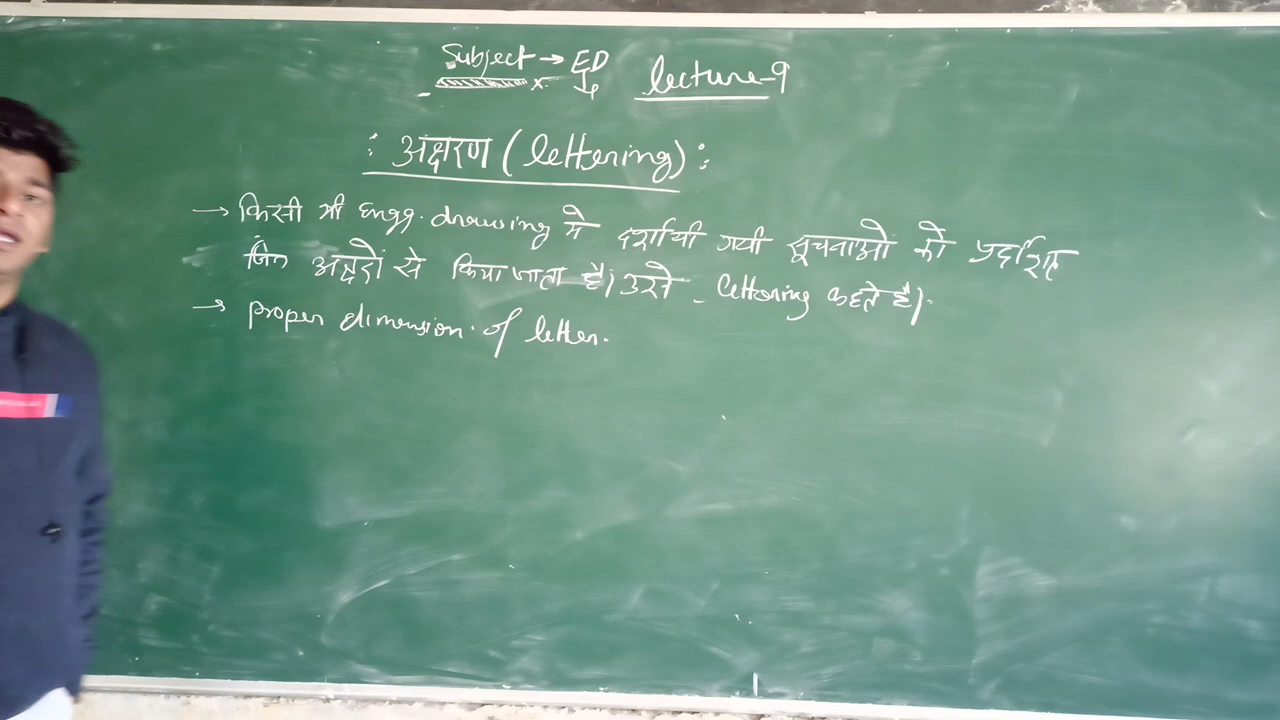 Subject → ED
lecture-9
: अक्षरण (lettering) :
→ किसी भी Engg. drawing मे दर्शायी गयी सूचनाओ को प्रर्दाशित
जिन अक्षरों से किया जाता है। उसे - lettering कहते है।
→ proper dimension. of letter.